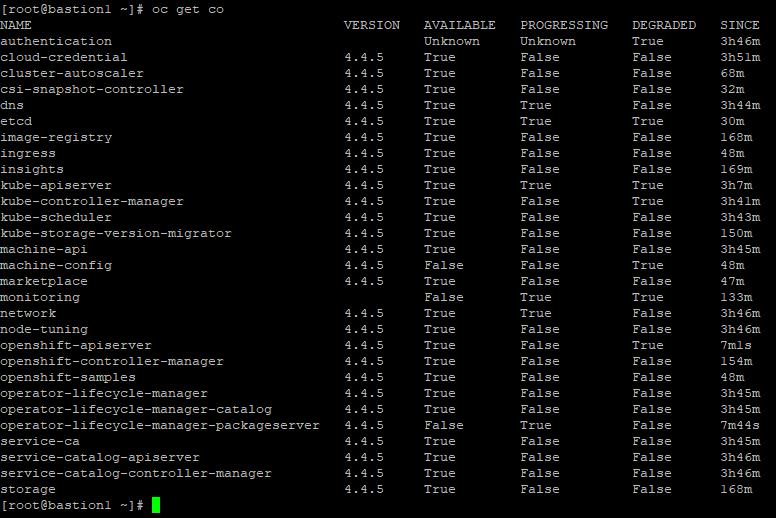 [root@bastion1 ~]# oc get co
NAME VERSION AVAILABLE PROGRESSING DEGRADED SINCE
authentication Unknown Unknown True 3h46m
cloud-credential 4.4.5 True False False 3h51m
cluster-autoscaler 4.4.5 True False False 68m
csi-snapshot-controller 4.4.5 True False False 32m
dns 4.4.5 True True False 3h44m
etcd 4.4.5 True True True 30m
image-registry 4.4.5 True False False 168m
ingress 4.4.5 True False False 48m
insights 4.4.5 True False False 169m
kube-apiserver 4.4.5 True True True 3h7m
kube-controller-manager 4.4.5 True False True 3h41m
kube-scheduler 4.4.5 True False False 3h43m
kube-storage-version-migrator 4.4.5 True False False 150m
machine-api 4.4.5 True False False 3h45m
machine-config 4.4.5 False False True 48m
marketplace 4.4.5 True False False 47m
monitoring False True True 133m
network 4.4.5 True True False 3h46m
node-tuning 4.4.5 True False False 3h46m
openshift-apiserver 4.4.5 True False True 7m1s
openshift-controller-manager 4.4.5 True False False 154m
openshift-samples 4.4.5 True False False 48m
operator-lifecycle-manager 4.4.5 True False False 3h45m
operator-lifecycle-manager-catalog 4.4.5 True False False 3h45m
operator-lifecycle-manager-packageserver 4.4.5 False True False 7m44s
service-ca 4.4.5 True False False 3h45m
service-catalog-apiserver 4.4.5 True False False 3h46m
service-catalog-controller-manager 4.4.5 True False False 3h46m
storage 4.4.5 True False False 168m
[root@bastion1 ~]#